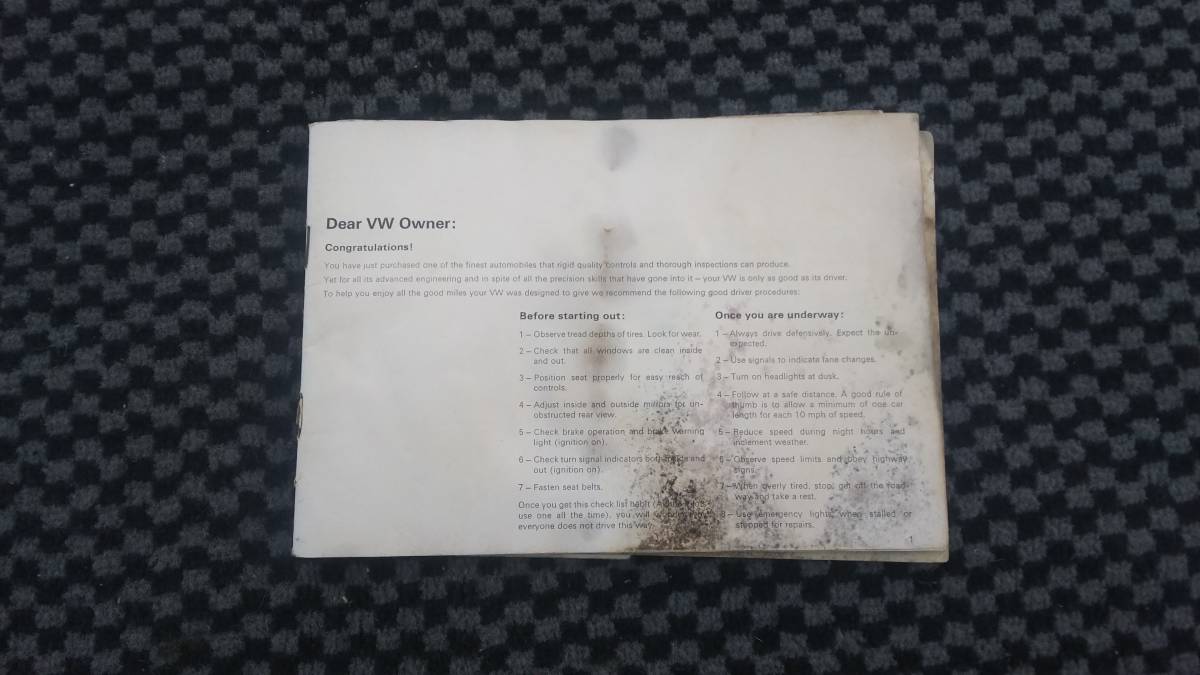 Dear VW Owner:
Congratulations!
You have just purchased one of the finest automobiles that rigid quality controls and thorough inspections can produce.
Yet for all its advanced engineering and in spite of all the precision skills that have gone into it – your VW is only as good as its driver.
To help you enjoy all the good miles your VW was designed to give we recommend the following good driver procedures:
Before starting out:
1 – Observe tread depths of tires. Look for wear.
2 – Check that all windows are clean inside
and out.
3 – Position seat properly for easy reach of
controls.
4 – Adjust inside and outside mirrors for un-
obstructed rear view.
5 – Check brake operation and brake warning
light (ignition on).
6 – Check turn signal indicators both inside and
out (ignition on).
7 – Fasten seat belts.
Once you get this check list habit
use one all the time), you will
everyone does not drive this way.
Once you are underway:
1 – Always drive defensively. Expect the un-
expected.
2 – Use signals to indicate lane changes.
3 – Turn on headlights at dusk.
4 – Follow at a safe distance. A good rule of
thumb is to allow a minimum of one car
length for each 10 mph of speed.
5 – Reduce speed during night hours and
inclement weather.
6 – Observe speed limits and obey highway
signs.
7 – When overly tired, stop, get off the road-
way and take a rest.
8 – Use emergency lights when stalled or
stopped for repairs.
1